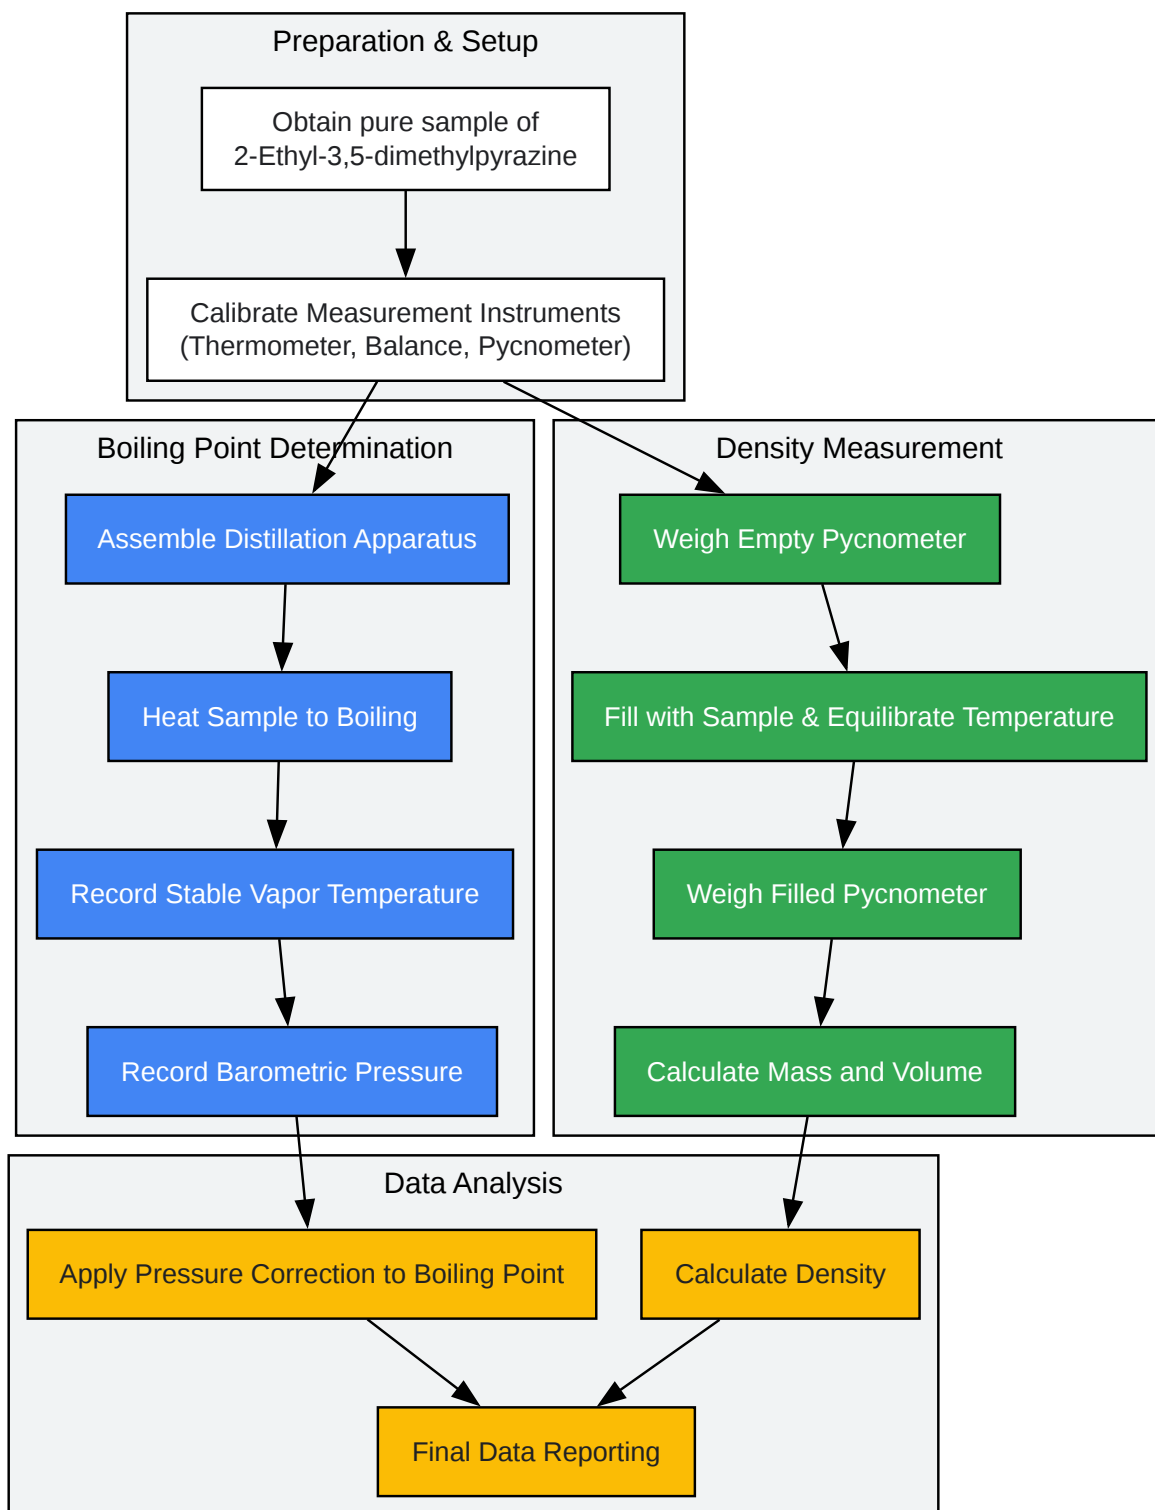 Preparation & Setup
Obtain pure sample of
2-Ethyl-3,5-dimethylpyrazine
Calibrate Measurement Instruments
(Thermometer, Balance, Pycnometer)
Boiling Point Determination
Assemble Distillation Apparatus
Heat Sample to Boiling
Record Stable Vapor Temperature
Record Barometric Pressure
Density Measurement
Weigh Empty Pycnometer
Fill with Sample & Equilibrate Temperature
Weigh Filled Pycnometer
Calculate Mass and Volume
Data Analysis
Apply Pressure Correction to Boiling Point
Calculate Density
Final Data Reporting